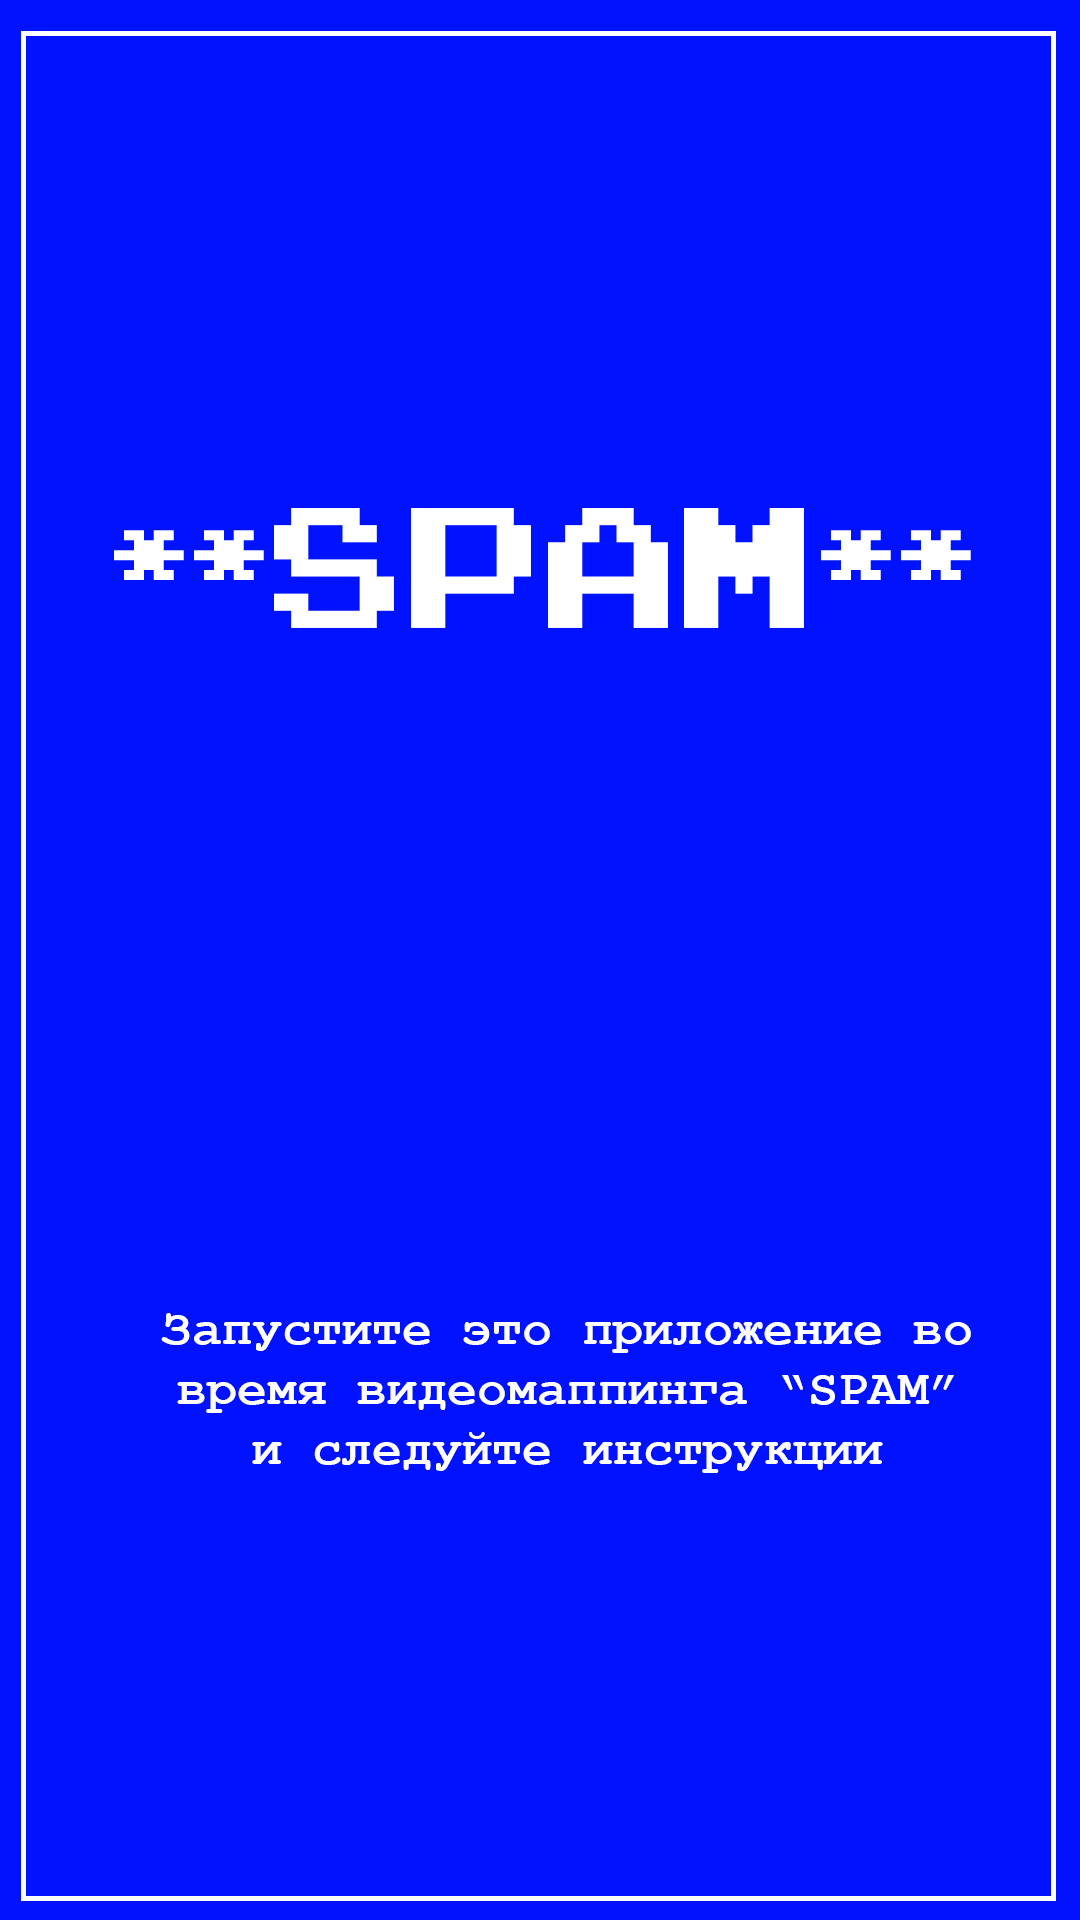 **SPAM**
Запустите это приложение во
время видеомаппинга “SPAM”
и следуйте инструкции